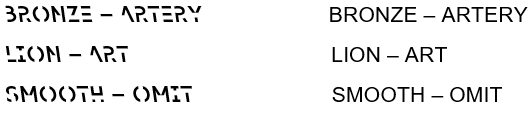 BRONZE – ARTERY BRONZE – ARTERY
LION – ART LION – ART
SMOOTH – OMIT SMOOTH – OMIT